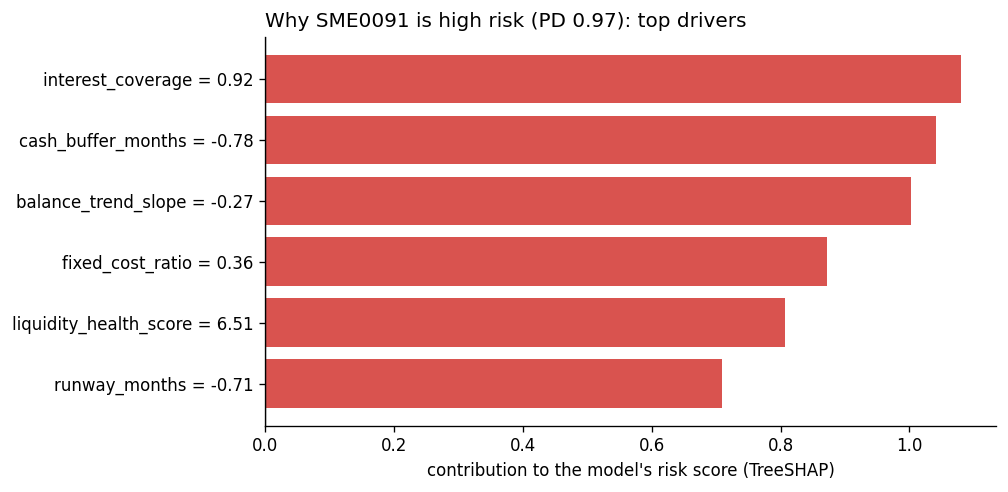 Why SME0091 is high risk (PD 0.97): top drivers
interest_coverage = 0.92
cash_buffer_months = -0.78
balance_trend_slope = -0.27
fixed_cost_ratio = 0.36
liquidity_health_score = 6.51
runway_months = -0.71
0.0 0.2 0.4 0.6 0.8 1.0
contribution to the model's risk score (TreeSHAP)